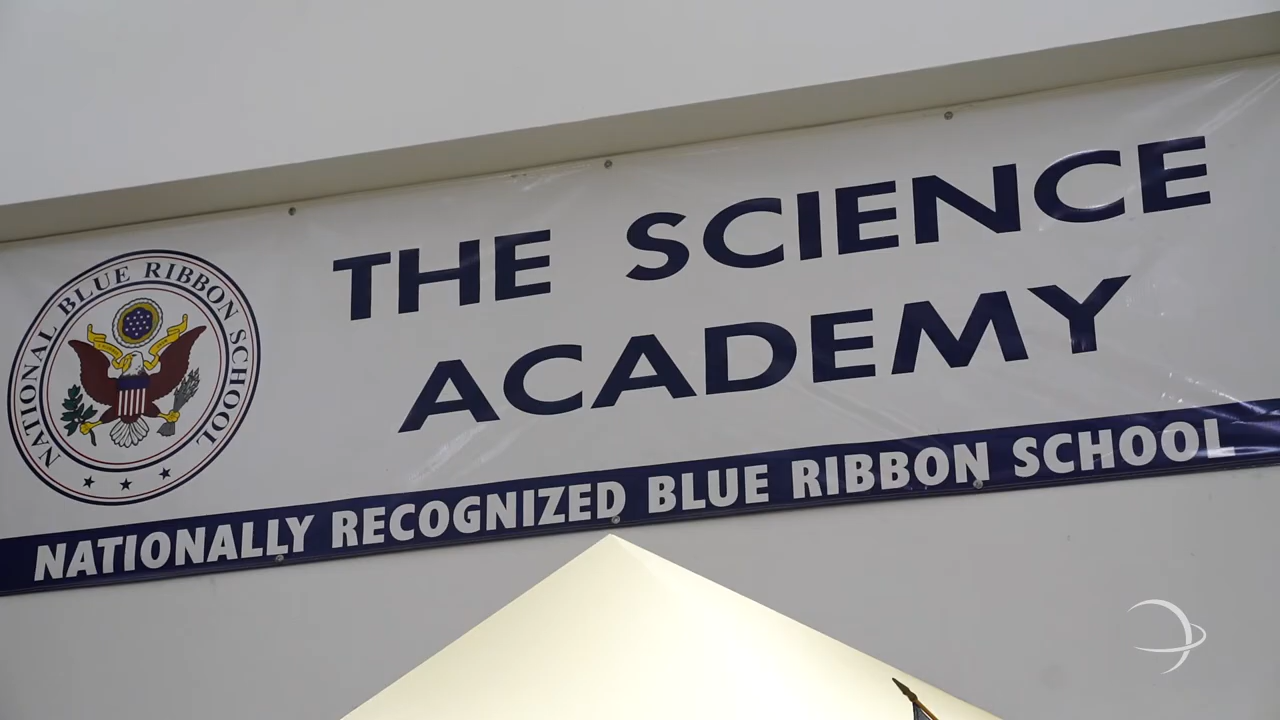 NATIONAL BLUE RIBBON SCHOOL
THE SCIENCE
ACADEMY
NATIONALLY RECOGNIZED BLUE RIBBON SCHOOL